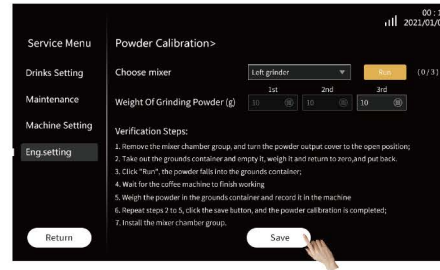 00 : 1
2021/01/0
Service Menu
Powder Calibration>
Drinks Setting
Choose mixer
Left grinder
Run
(0/3)
1st 2nd 3rd
Maintenance
Weight Of Grinding Powder (g)
10 10 10
Machine Setting
Verification Steps:
1. Remove the mixer chamber group, and turn the powder output cover to the open position;
Eng.setting
2. Take out the grounds container and empty it, weigh it and return to zero,and put back.
3. Click "Run", the powder falls into the grounds container;
4. Wait for the coffee machine to finish working
5. Weigh the powder in the grounds container and record it in the machine
6. Repeat steps 2 to 5, click the save button, and the powder calibration is completed;
7. Install the mixer chamber group.
Return
Save